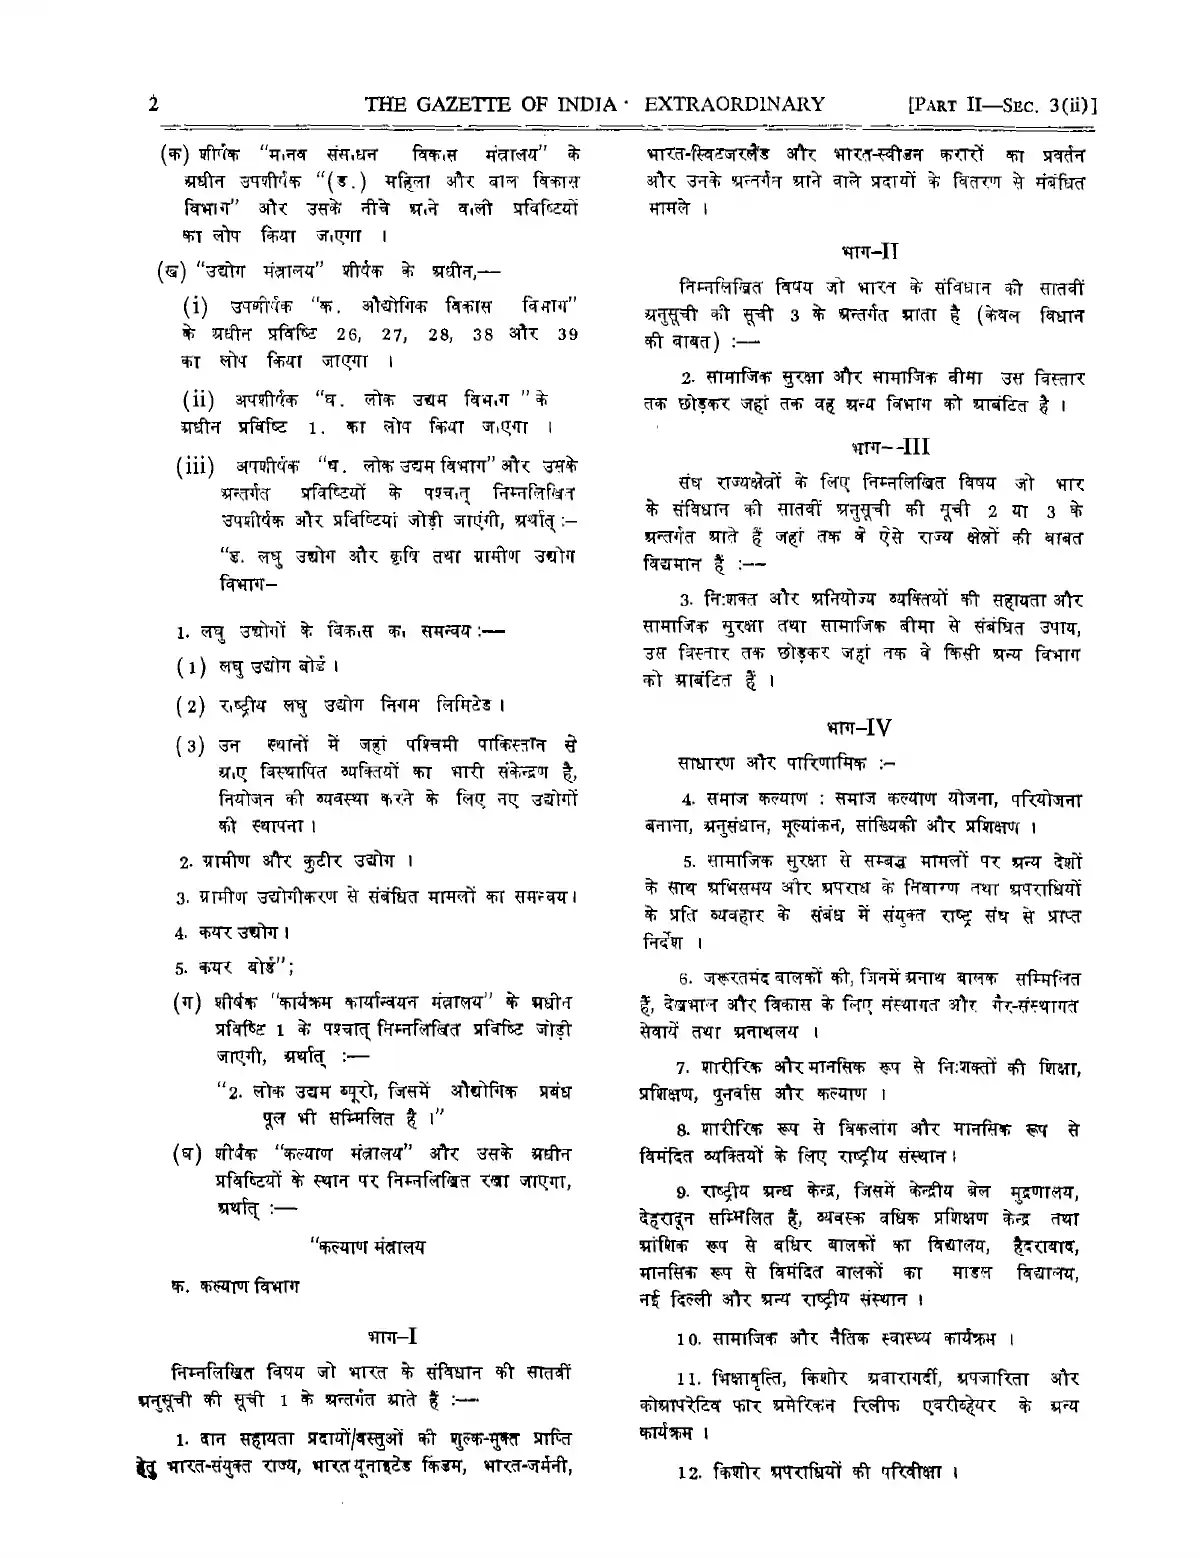 2 THE GAZETTE OF INDIA · EXTRAORDINARY [PART II—SEC. 3(ii)]
(क) शीर्षक "मानव संसाधन विकास मंत्रालय" के
अधीन उपशीर्षक "(ड.) महिला और बाल विकास
विभाग" और उसके नीचे आने वाली प्रविष्टियों
का लोप किया जाएगा ।
(ख) "उद्योग मंत्रालय" शीर्षक के अधीन,—
(i) उपशीर्षक "क. औद्योगिक विकास विभाग"
के अधीन प्रविष्टि 26, 27, 28, 38 और 39
का लोप किया जाएगा ।
(ii) अपशीर्षक "घ. लोक उद्यम विभाग " के
अधीन प्रविष्टि 1. का लोप किया जाएगा ।
(iii) अपशीर्षक "घ. लोक उद्यम विभाग" और उसके
अन्तर्गत प्रविष्टियों के पश्चात् निम्नलिखित
उपशीर्षक और प्रविष्टियां जोड़ी जाएंगी, अर्थात् :–
"ङ. लघु उद्योग और कृषि तथा ग्रामीण उद्योग
विभाग–
1. लघु उद्योगों के विकास का समन्वय :—
(1) लघु उद्योग बोर्ड ।
(2) राष्ट्रीय लघु उद्योग निगम लिमिटेड ।
(3) उन स्थानों में जहां पश्चिमी पाकिस्तान से
आए विस्थापित व्यक्तियों का भारी संकेन्द्रण है,
नियोजन की व्यवस्था करने के लिए नए उद्योगों
की स्थापना ।
2. ग्रामीण और कुटीर उद्योग ।
3. ग्रामीण उद्योगीकरण से संबंधित मामलों का समन्वय ।
4. कयर उद्योग ।
5. कयर बोर्ड";
(ग) शीर्षक "कार्यक्रम कार्यान्वयन मंत्रालय" के अधीन
प्रविष्टि 1 के पश्चात् निम्नलिखित प्रविष्टि जोड़ी
जाएगी, अर्थात् :—
"2. लोक उद्यम ब्यूरो, जिसमें औद्योगिक प्रबंध
पूल भी सम्मिलित है ।"
(घ) शीर्षक "कल्याण मंत्रालय" और उसके अधीन
प्रविष्टियों के स्थान पर निम्नलिखित रखा जाएगा,
अर्थात् :—
"कल्याण मंत्रालय
क. कल्याण विभाग
भाग–I
निम्नलिखित विषय जो भारत के संविधान की सातवीं
अनुसूची की सूची 1 के अन्तर्गत आते हैं :—
1. दान सहायता प्रदायों/वस्तुओं की शुल्क-मुक्त प्राप्ति
हेतु भारत-संयुक्त राज्य, भारत यूनाइटेड किंडम, भारत-जर्मनी,
भारत-स्विटजरलैंड और भारत-स्वीडन करारों का प्रवर्तन
और उनके अन्तर्गत आने वाले प्रदायों के वितरण से संबंधित
मामले ।
भाग–II
निम्नलिखित विषय जो भारत के संविधान की सातवीं
अनुसूची की सूची 3 के अन्तर्गत आता है (केवल विधान
की बाबत) :—
2. सामाजिक सुरक्षा और सामाजिक बीमा उस विस्तार
तक छोड़कर जहां तक वह अन्य विभाग को आबंटित है ।
भाग--III
संघ राज्यक्षेत्रों के लिए निम्नलिखित विषय जो भार
के संविधान की सातवीं अनुसूची की सूची 2 या 3 के
अन्तर्गत आते हैं जहां तक वे ऐसे राज्य क्षेत्रों की बाबत
विद्यमान हैं :—
3. नि:शक्त और अनियोज्य व्यक्तियों की सहायता और
सामाजिक सुरक्षा तथा सामाजिक बीमा से संबंधित उपाय,
उस विस्तार तक छोड़कर जहां तक वे किसी अन्य विभाग
को आबंटित हैं ।
भाग–IV
साधारण और पारिणामिक :–
4. समाज कल्याण : समाज कल्याण योजना, परियोजना
बनाना, अनुसंधान, मूल्यांकन, सांख्यिकी और प्रशिक्षण ।
5. सामाजिक सुरक्षा से सम्बद्ध मामलों पर अन्य देशों
के साथ अभिसमय और अपराध के निवारण तथा अपराधियों
के प्रति व्यवहार के संबंध में संयुक्त राष्ट्र संघ से प्राप्त
निर्देश ।
6. जरूरतमंद बालकों की, जिनमें अनाथ बालक सम्मिलित
हैं, देखभाल और विकास के लिए संस्थागत और गैर-संस्थागत
सेवायें तथा अनाथलय ।
7. शारीरिक और मानसिक रूप से नि:शक्तों की शिक्षा,
प्रशिक्षण, पुनर्वास और कल्याण ।
8. शारीरिक रूप से विकलांग और मानसिक रूप से
विमंदित व्यक्तियों के लिए राष्ट्रीय संस्थान ।
9. राष्ट्रीय अन्ध केन्द्र, जिसमें केन्द्रीय ब्रेल मुद्रणालय,
देहरादून सम्मिलित हैं, व्यवस्क वधिक प्रशिक्षण केन्द्र तथा
आंशिक रूप से बधिर बालकों का विद्यालय, हैदराबाद,
मानसिक रूप से विमंदित बालकों का माडल विद्यालय,
नई दिल्ली और अन्य राष्ट्रीय संस्थान ।
10. सामाजिक और नैतिक स्वास्थ्य कार्यक्रम ।
11. भिक्षावृत्ति, किशोर अवारागर्दी, अपजारिता और
कोआपरेटिव फार अमेरिकन रिलीफ एवरीव्हेयर के अन्य
कार्यक्रम ।
12. किशोर अपराधियों की परिवीक्षा ।